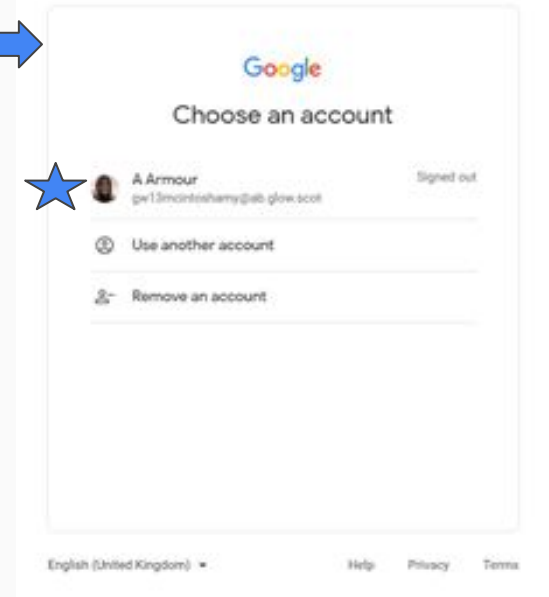 Google
Choose an account
A Armour
Signed out
gw13mcintoshamy@ab.glow.scot
Use another account
Remove an account
English (United Kingdom)
Help
Privacy
Terms